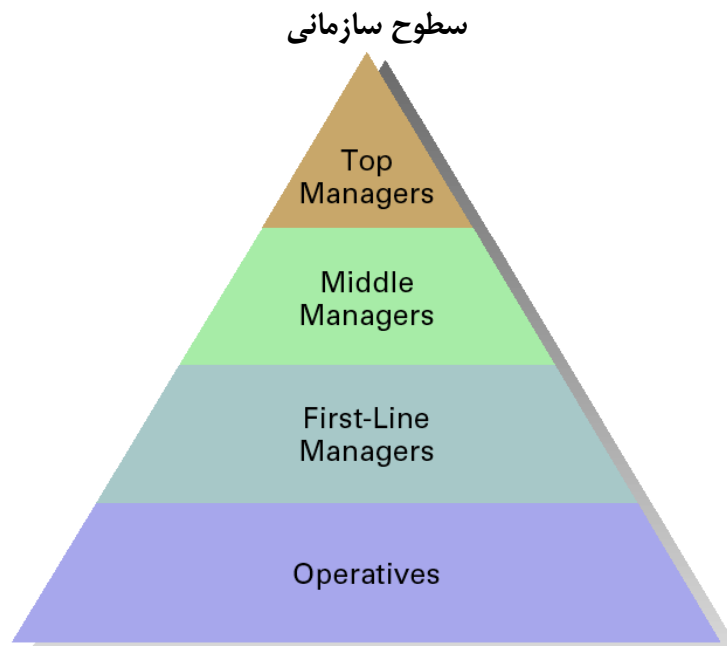 سطوح سازمانی
Top
Managers
Middle
Managers
First-Line
Managers
Operatives